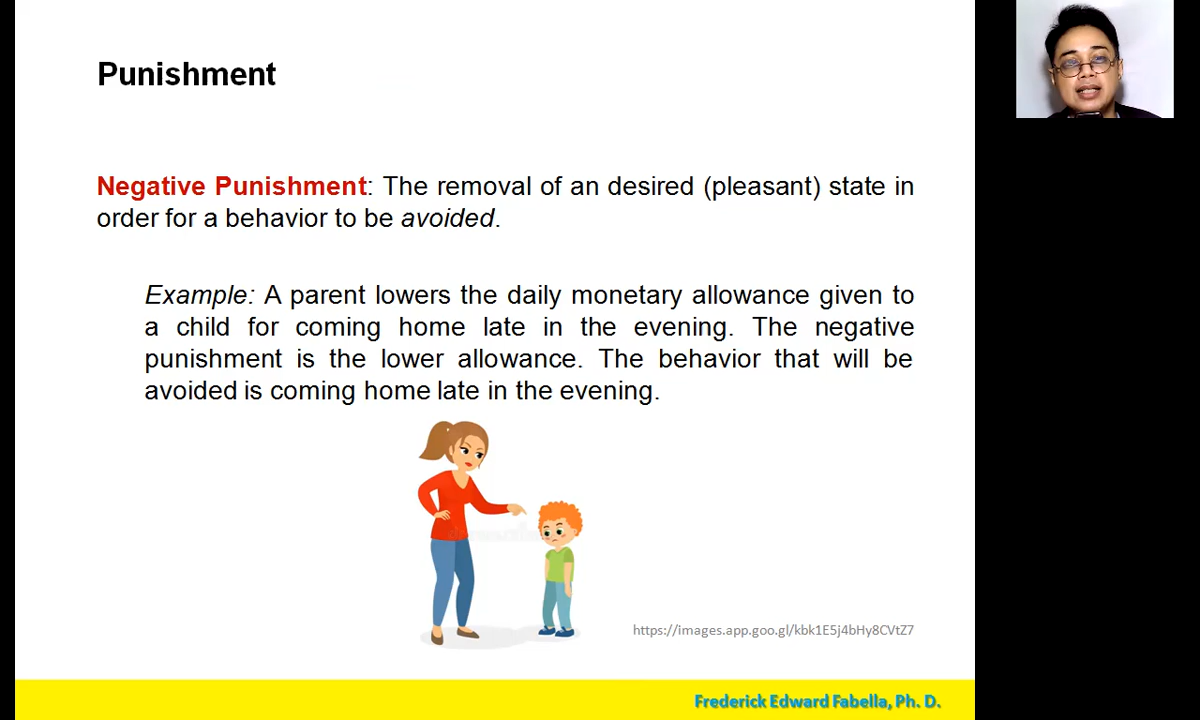 Punishment
Negative Punishment: The removal of an desired (pleasant) state in
order for a behavior to be avoided.
Example: A parent lowers the daily monetary allowance given to
a child for coming home late in the evening. The negative
punishment is the lower allowance. The behavior that will be
avoided is coming home late in the evening.
https://images.app.goo.gl/kbk1E5j4bHy8CVtZ7
Frederick Edward Fabella, Ph. D.